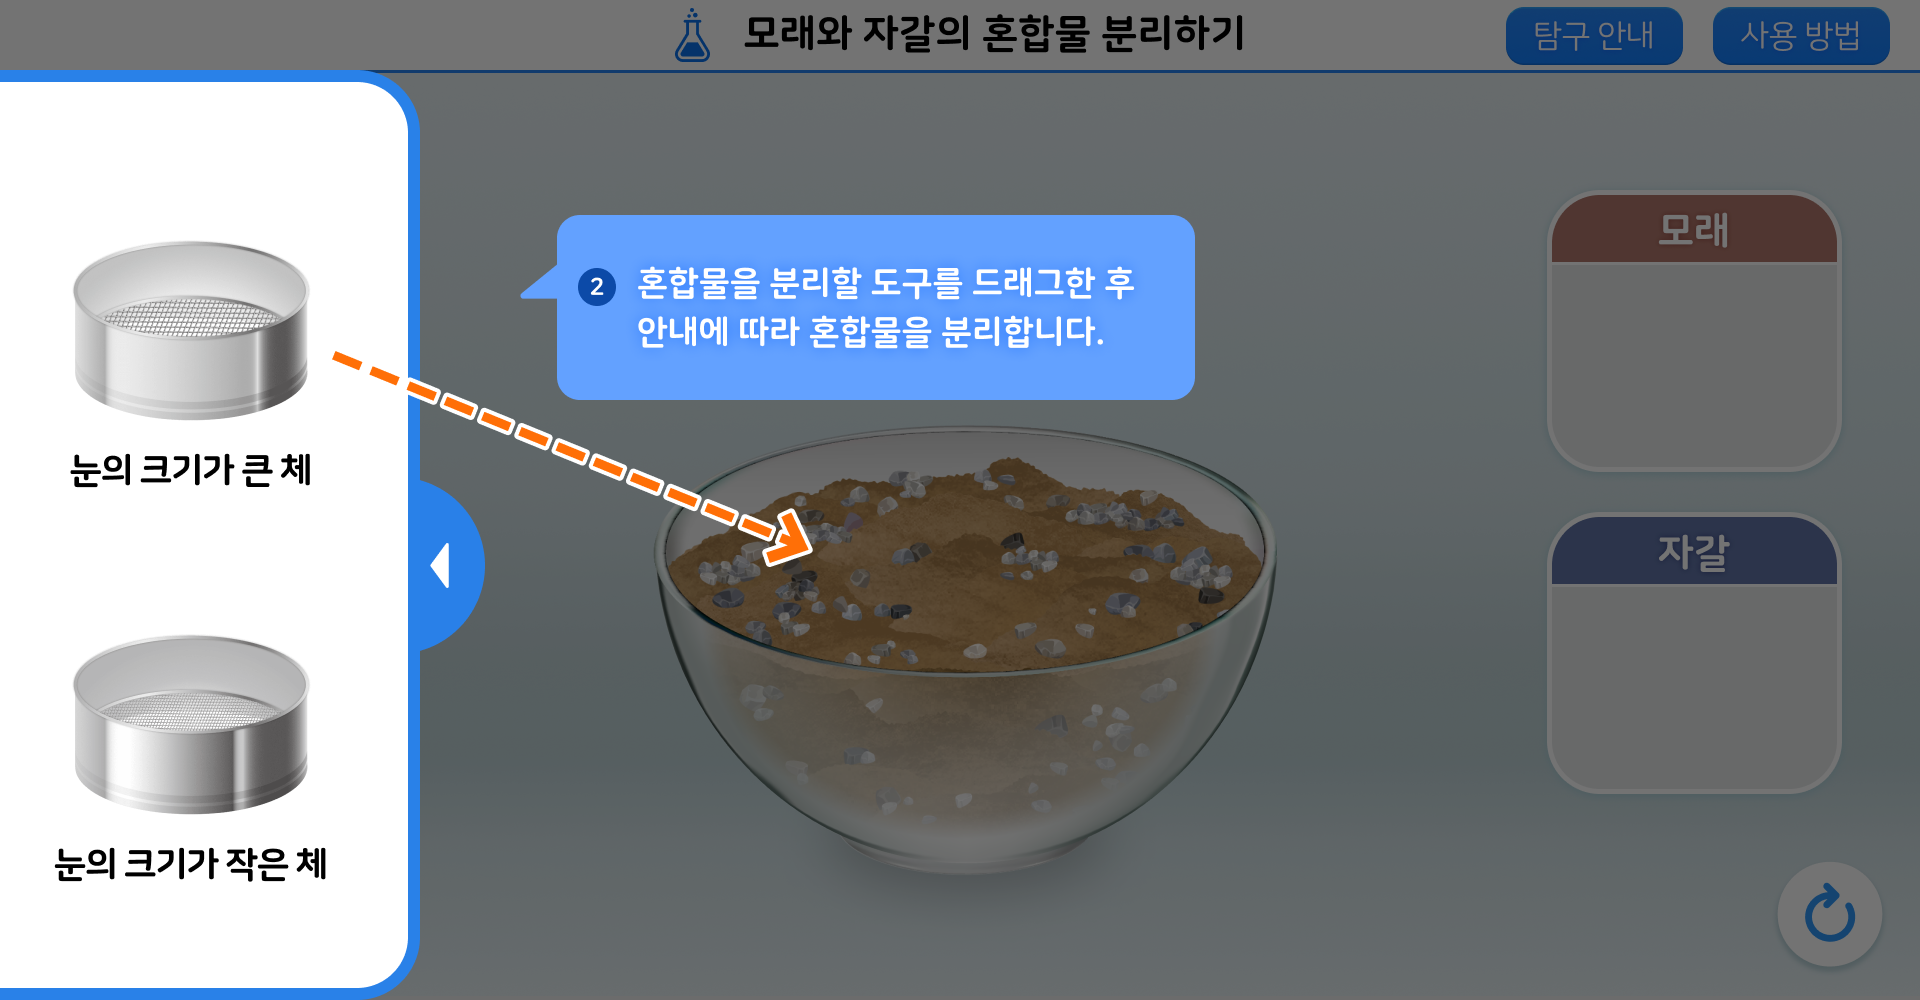 모래와 자갈의 혼합물 분리하기
탐구 안내
사용 방법
2 혼합물을 분리할 도구를 드래그한 후
안내에 따라 혼합물을 분리합니다.
눈의 크기가 큰 체
눈의 크기가 작은 체
모래
자갈